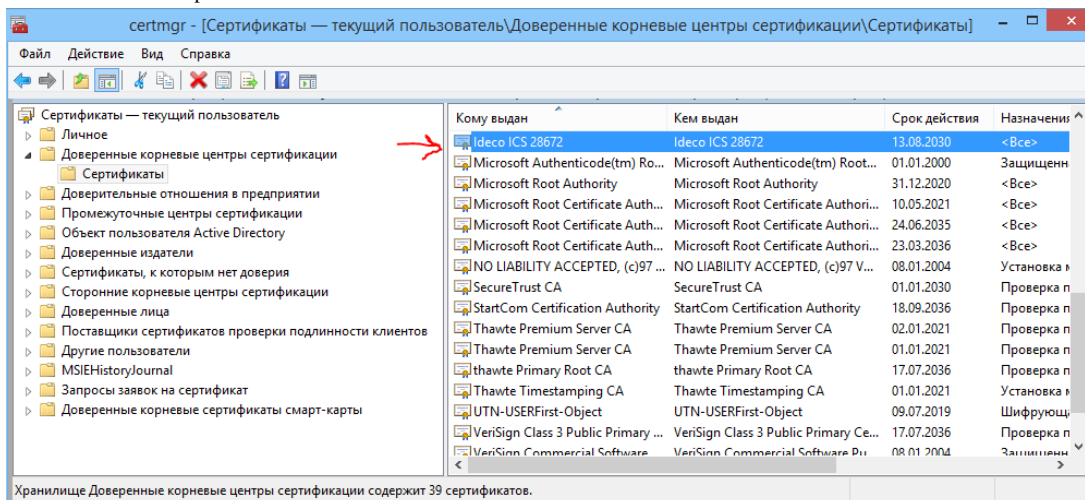 certmgr - [Сертификаты — текущий пользователь\Доверенные корневые центры сертификации\Сертификаты]
Файл Действие Вид Справка
Сертификаты — текущий пользователь
Личное
Доверенные корневые центры сертификации
Сертификаты
Доверительные отношения в предприятии
Промежуточные центры сертификации
Объект пользователя Active Directory
Доверенные издатели
Сертификаты, к которым нет доверия
Сторонние корневые центры сертификации
Доверенные лица
Поставщики сертификатов проверки подлинности клиентов
Другие пользователи
MSIEHistoryJournal
Запросы заявок на сертификат
Доверенные корневые сертификаты смарт-карты
Кому выдан Кем выдан Срок действия Назначения
Ideco ICS 28672 Ideco ICS 28672 13.08.2030 <Все>
Microsoft Authenticode(tm) Ro... Microsoft Authenticode(tm) Root... 01.01.2000 Защищенн
Microsoft Root Authority Microsoft Root Authority 31.12.2020 <Все>
Microsoft Root Certificate Auth... Microsoft Root Certificate Authori... 10.05.2021 <Все>
Microsoft Root Certificate Auth... Microsoft Root Certificate Authori... 24.06.2035 <Все>
Microsoft Root Certificate Auth... Microsoft Root Certificate Authori... 23.03.2036 <Все>
NO LIABILITY ACCEPTED, (c)97 ... NO LIABILITY ACCEPTED, (c)97 V... 08.01.2004 Установка м
SecureTrust CA SecureTrust CA 01.01.2030 Проверка п
StartCom Certification Authority StartCom Certification Authority 18.09.2036 Проверка п
Thawte Premium Server CA Thawte Premium Server CA 02.01.2021 Проверка п
Thawte Premium Server CA Thawte Premium Server CA 01.01.2021 Проверка п
thawte Primary Root CA thawte Primary Root CA 17.07.2036 Проверка п
Thawte Timestamping CA Thawte Timestamping CA 01.01.2021 Установка м
UTN-USERFirst-Object UTN-USERFirst-Object 09.07.2019 Шифрующ
VeriSign Class 3 Public Primary ... VeriSign Class 3 Public Primary Ce... 17.07.2036 Проверка п
VeriSign Commercial Software VeriSign Commercial Software Pu 08.01.2004 Защищенн
Хранилище Доверенные корневые центры сертификации содержит 39 сертификатов.